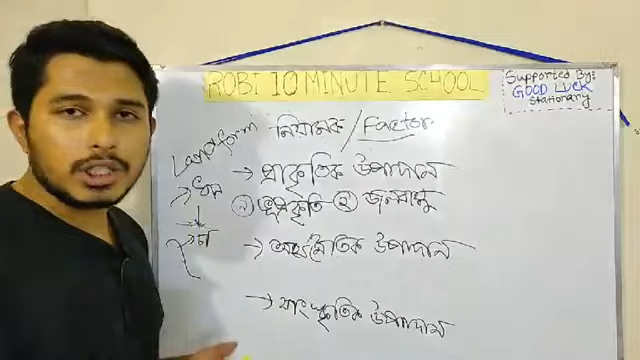 ROBI 10 MINUTE SCHOOL
Supported By:
GOOD LUCK
Stationary
Landform
নিয়ামক / Factor
→ প্রাকৃতিক উপাদান
① ভূপ্রকৃতি ② জলবায়ু
→ অর্থনৈতিক উপাদান
→ সাংস্কৃতিক উপাদান